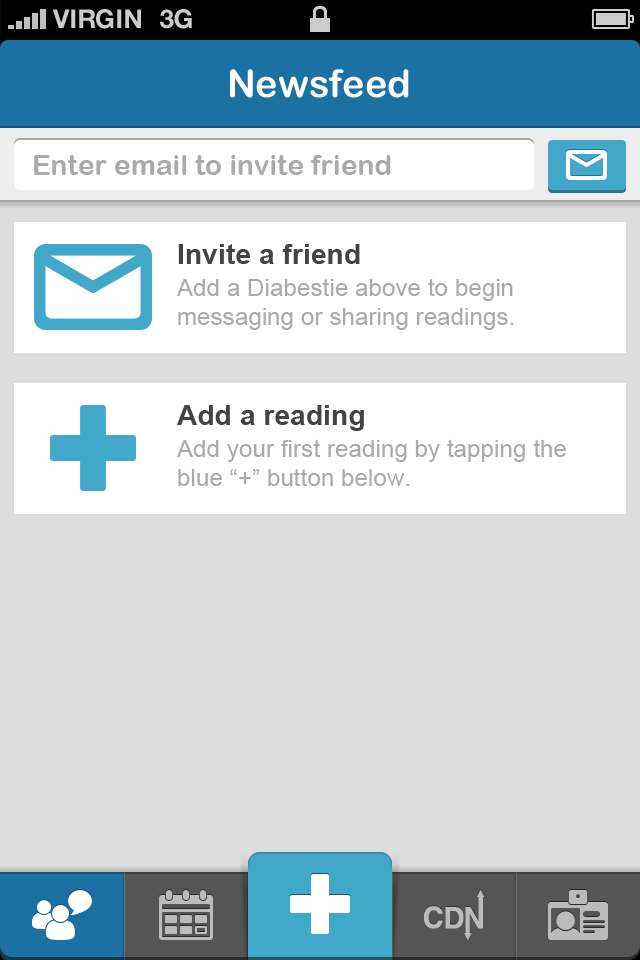 VIRGIN 3G
Newsfeed
Enter email to invite friend
Invite a friend
Add a Diabestie above to begin
messaging or sharing readings.
Add a reading
Add your first reading by tapping the
blue “+” button below.
CDN